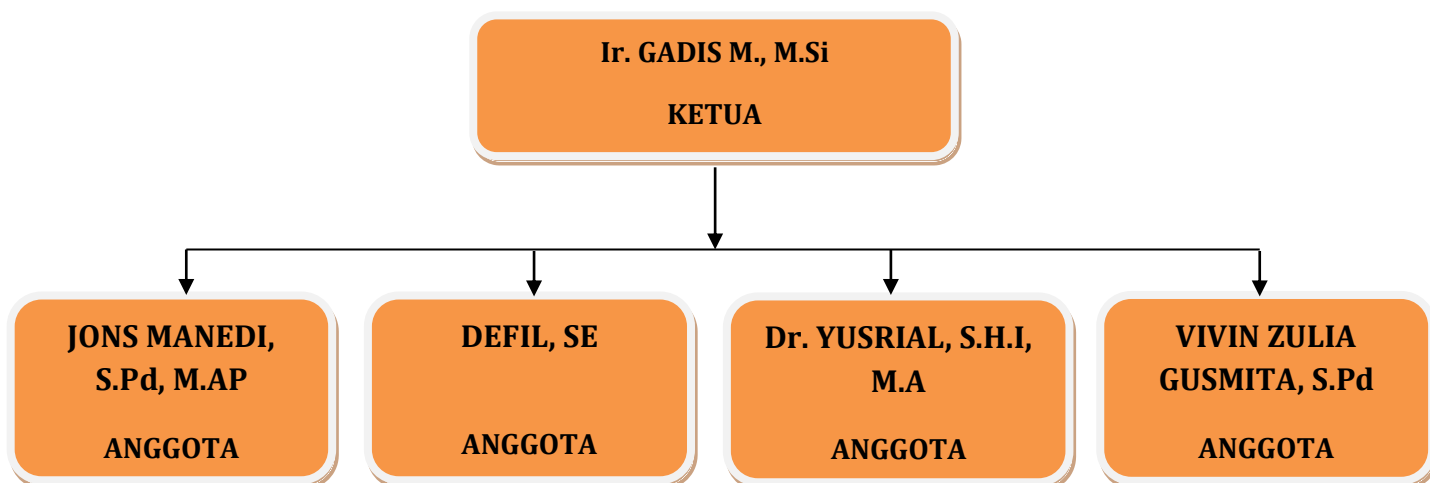 Ir. GADIS M., M.Si
KETUA
JONS MANEDI,
S.Pd, M.AP
ANGGOTA
DEFIL, SE
ANGGOTA
Dr. YUSRIAL, S.H.I,
M.A
ANGGOTA
VIVIN ZULIA
GUSMITA, S.Pd
ANGGOTA